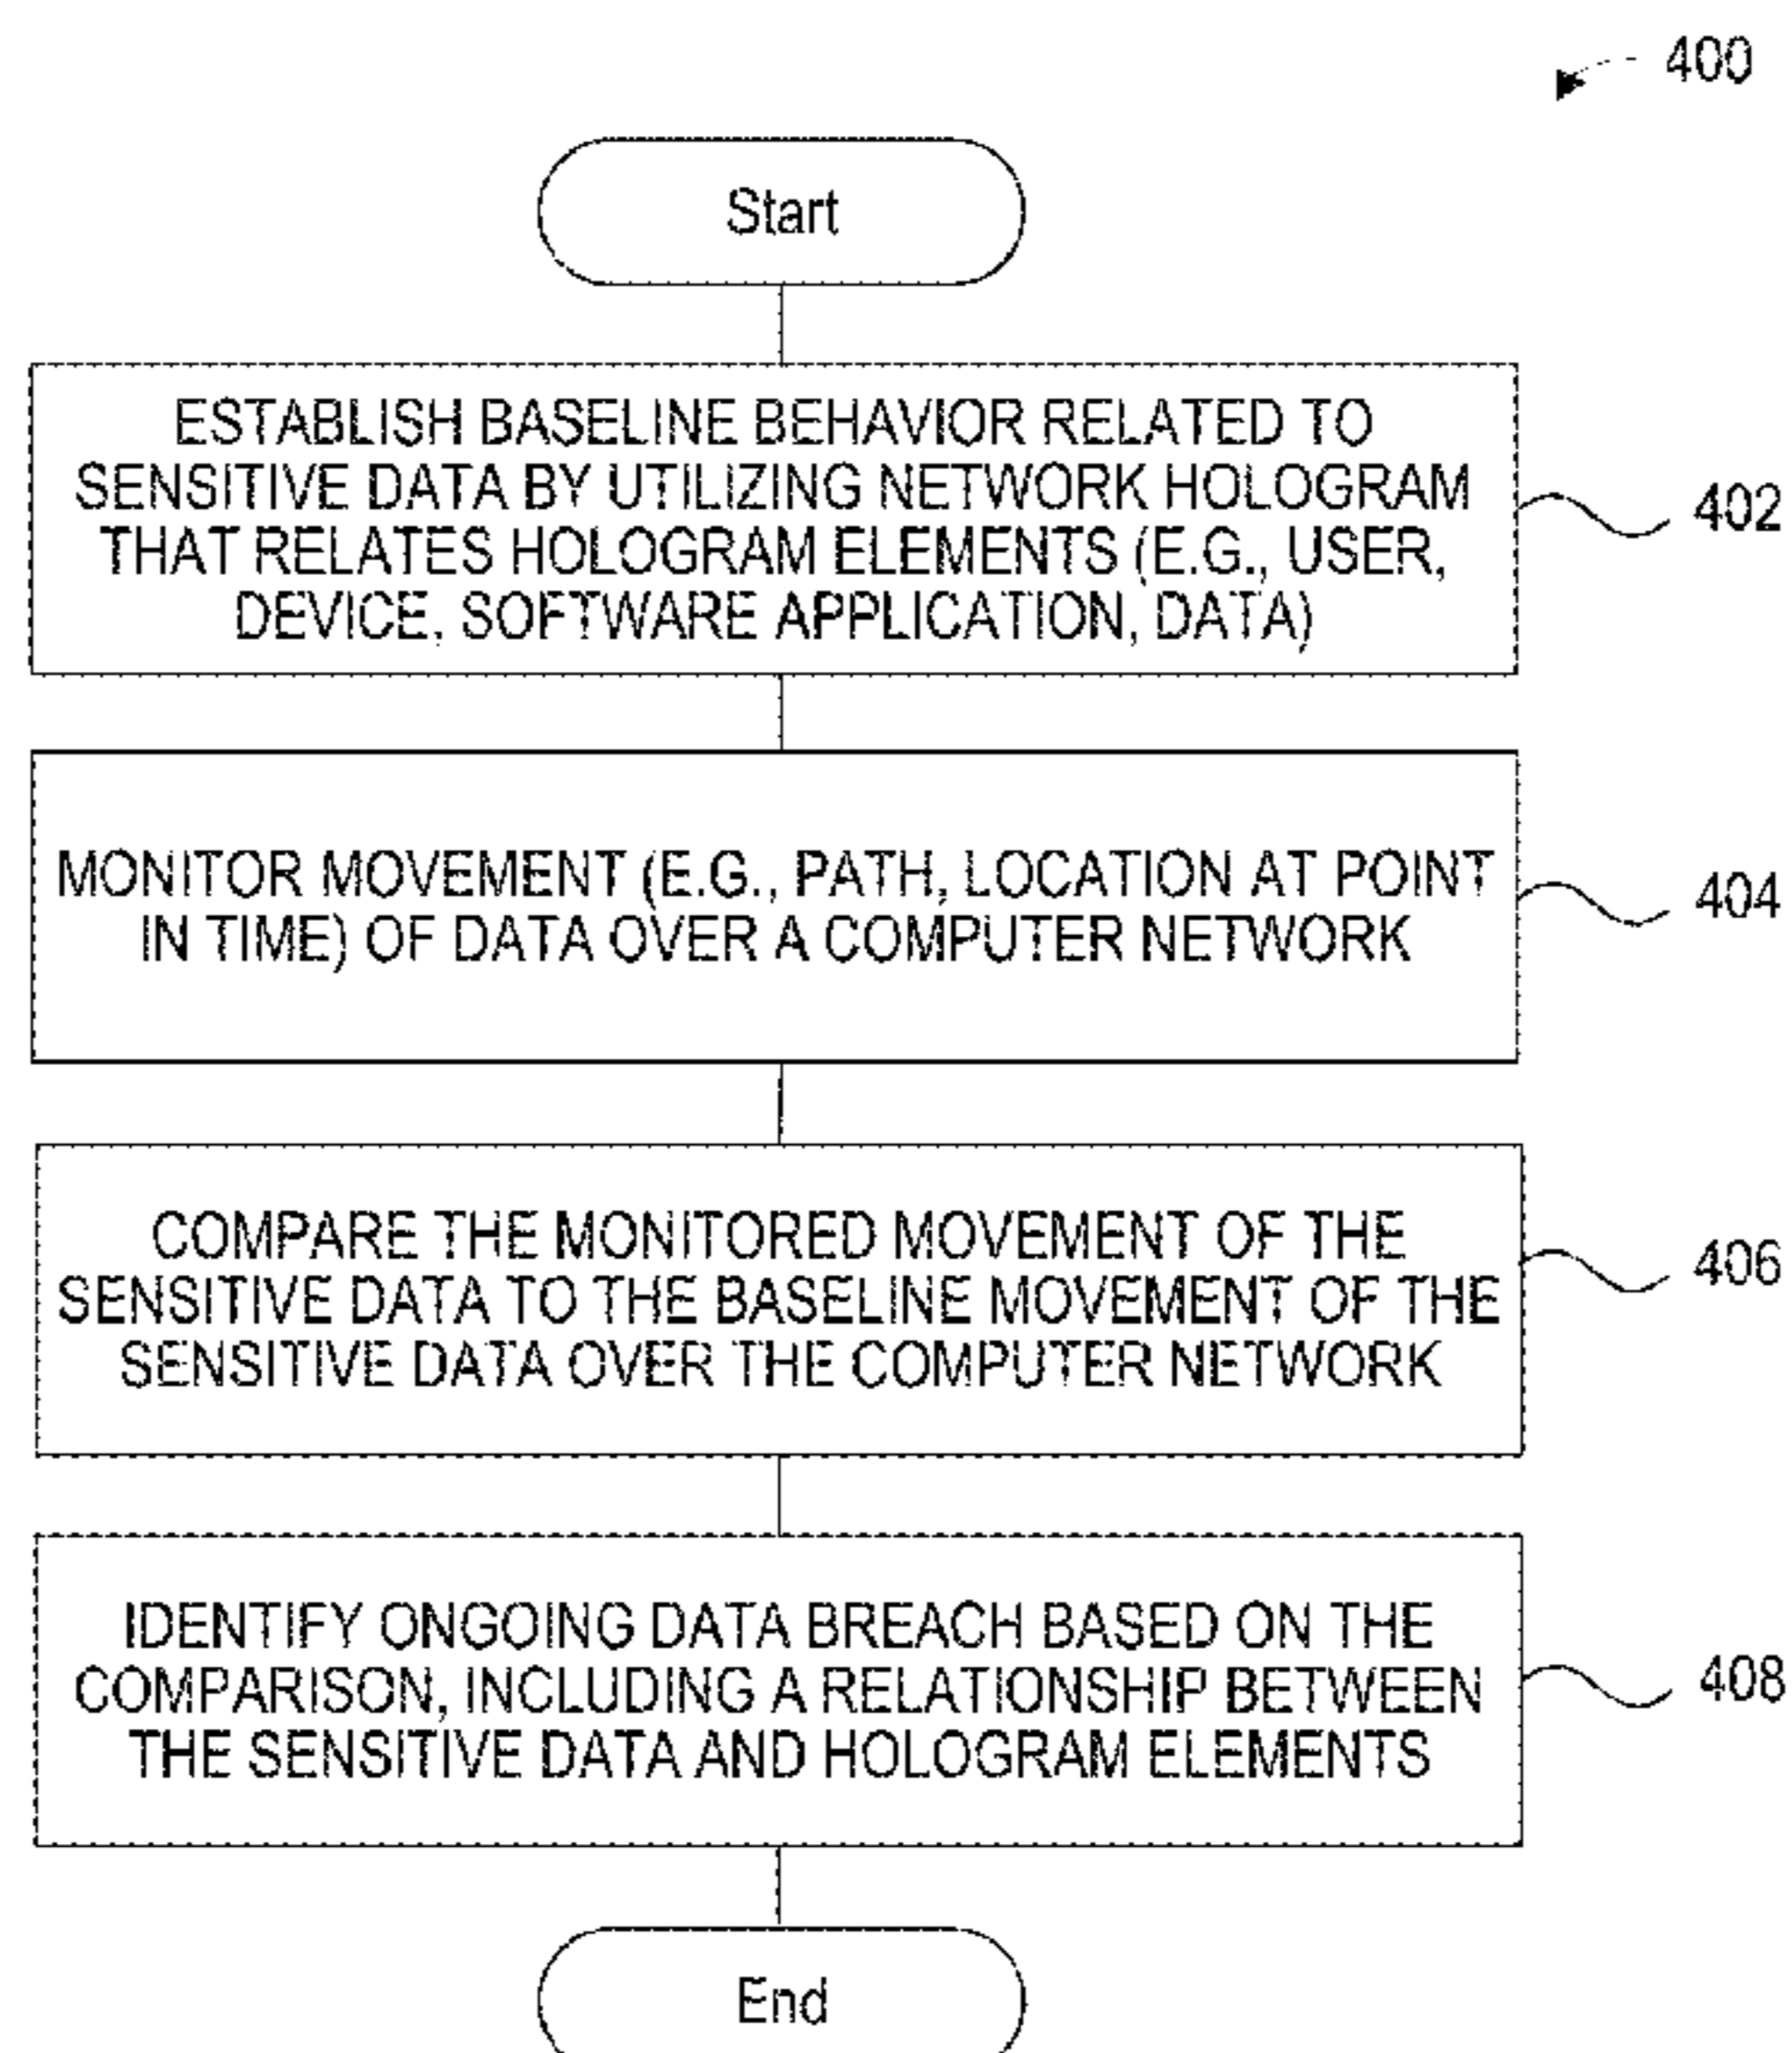 400
Start
ESTABLISH BASELINE BEHAVIOR RELATED TO
SENSITIVE DATA BY UTILIZING NETWORK HOLOGRAM
THAT RELATES HOLOGRAM ELEMENTS (E.G., USER,
DEVICE, SOFTWARE APPLICATION, DATA)
402
MONITOR MOVEMENT (E.G., PATH, LOCATION AT POINT
IN TIME) OF DATA OVER A COMPUTER NETWORK
404
COMPARE THE MONITORED MOVEMENT OF THE
SENSITIVE DATA TO THE BASELINE MOVEMENT OF THE
SENSITIVE DATA OVER THE COMPUTER NETWORK
406
IDENTIFY ONGOING DATA BREACH BASED ON THE
COMPARISON, INCLUDING A RELATIONSHIP BETWEEN
THE SENSITIVE DATA AND HOLOGRAM ELEMENTS
408
End